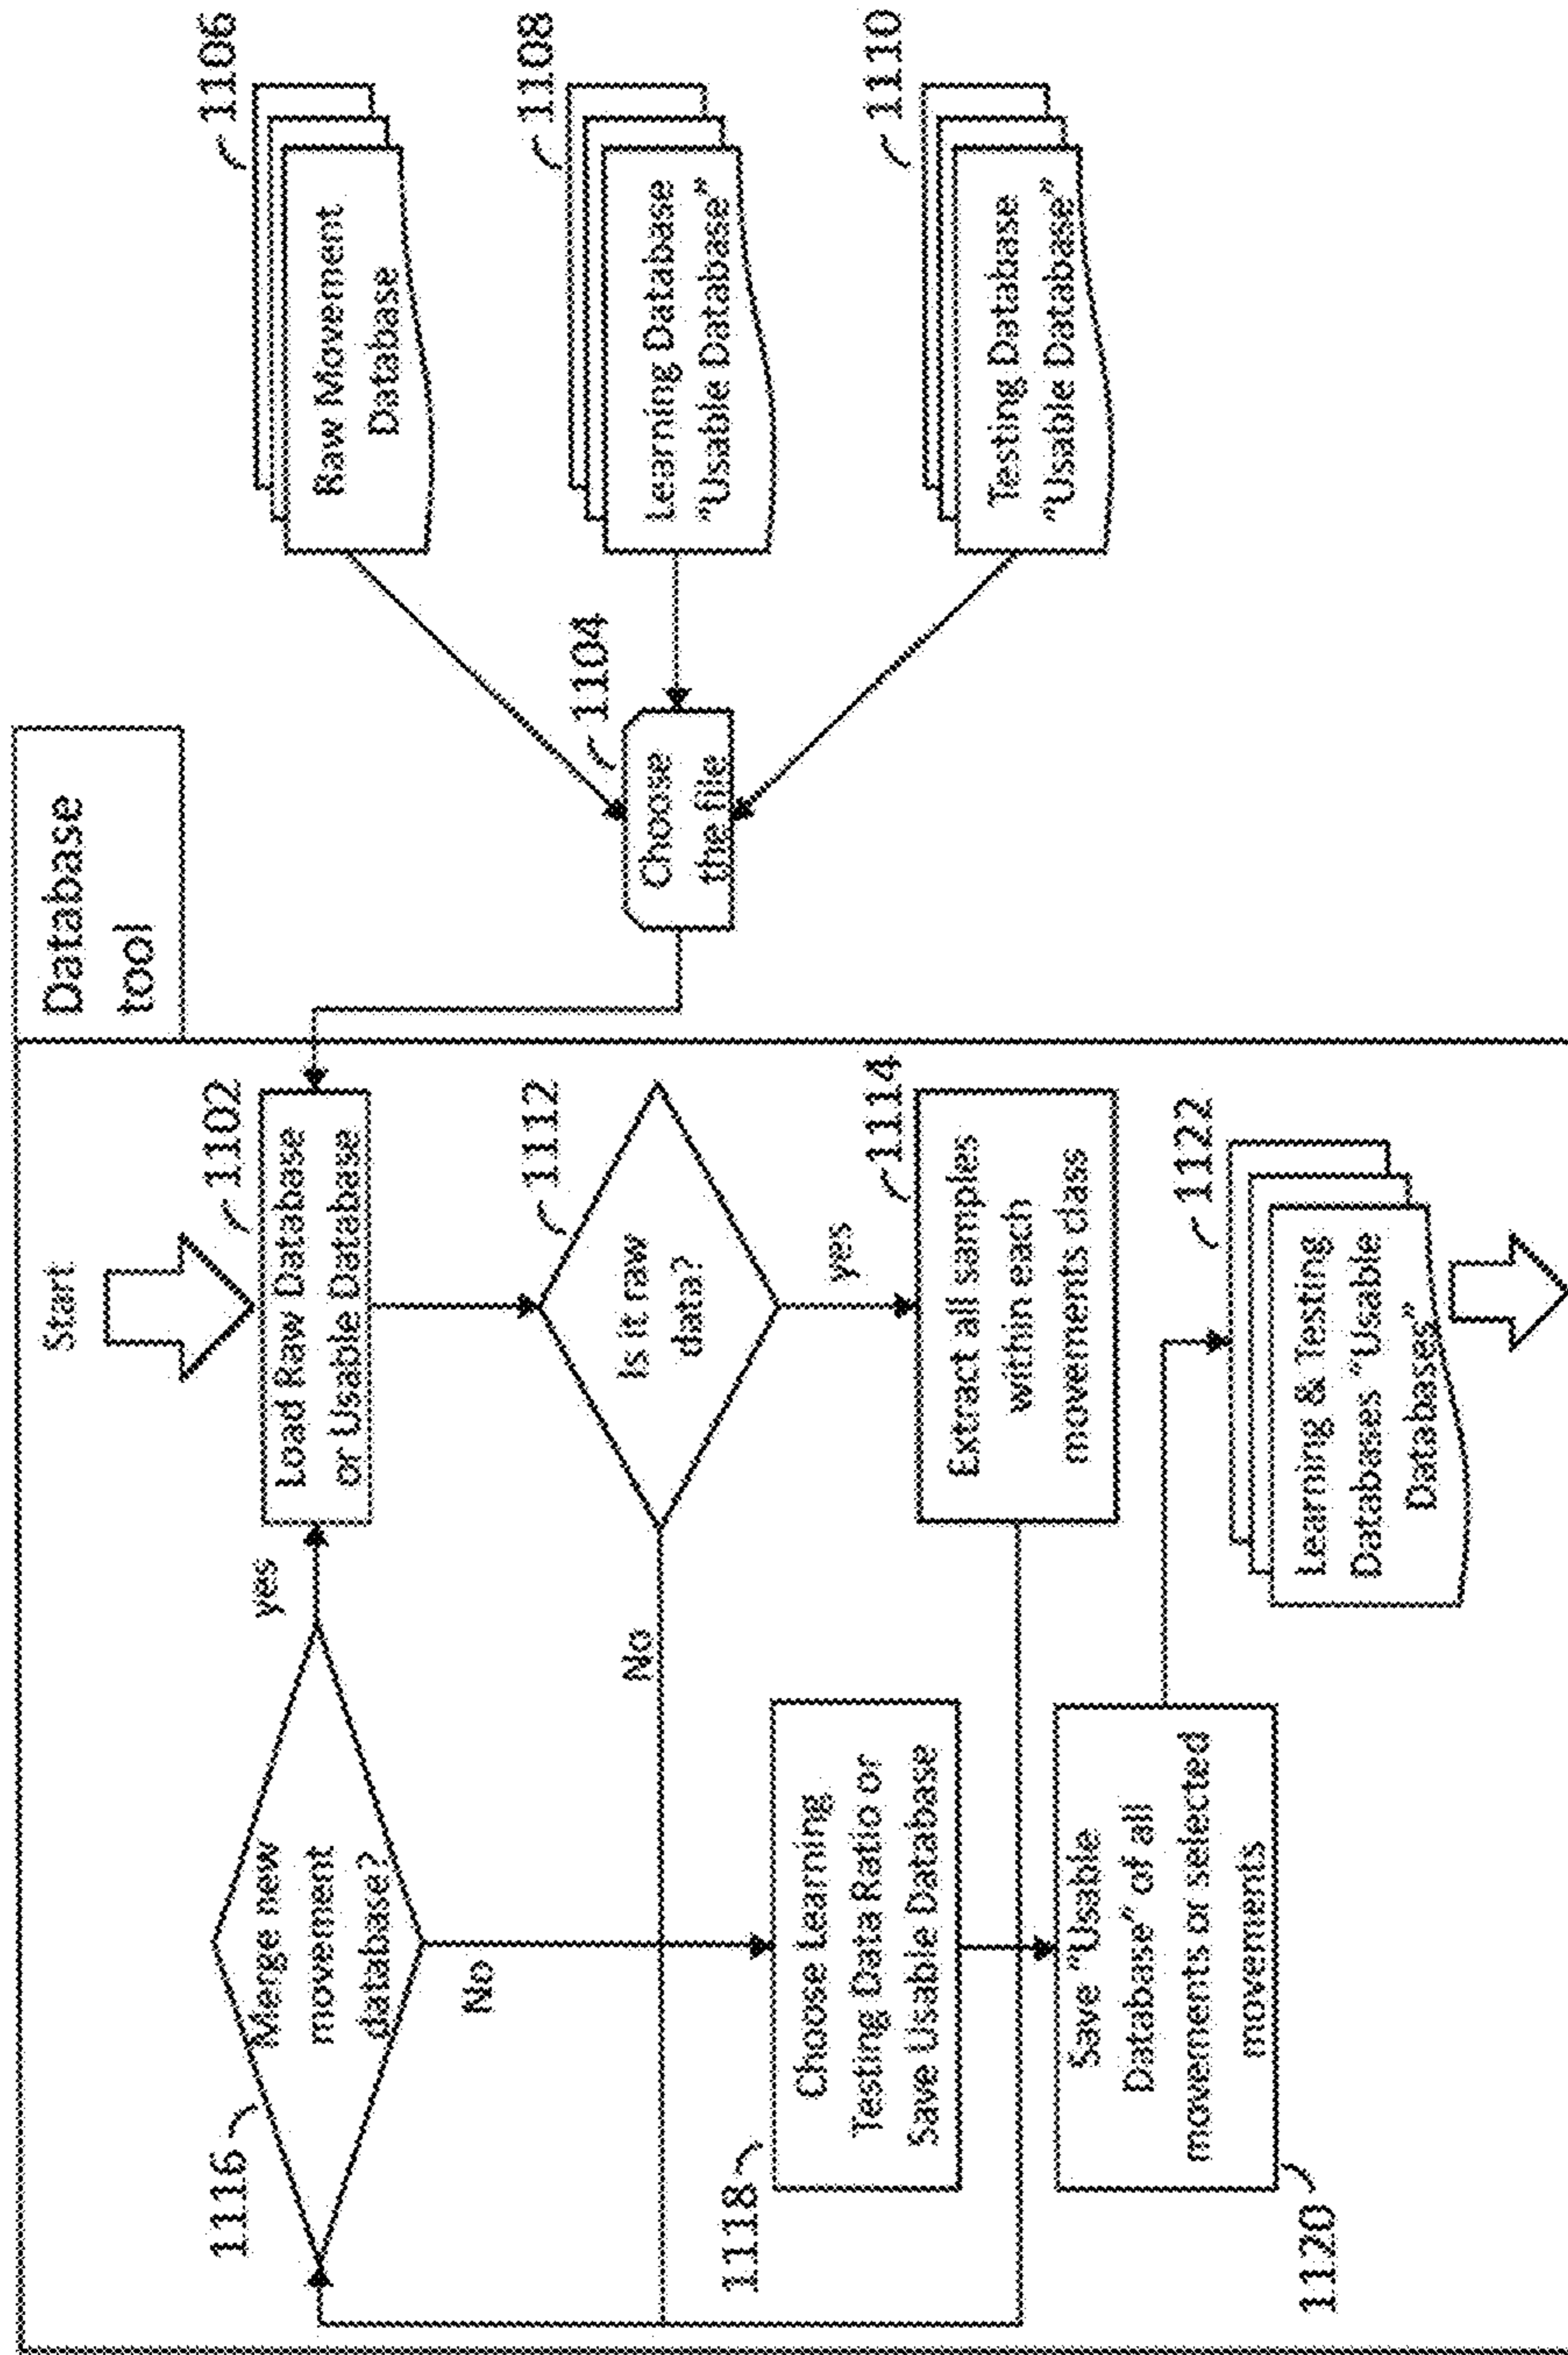 Database
tool
Start
1102
Load Raw Database
or Usable Database
1104
Choose
the file
1106
Raw Movement
Database
1108
Learning Database
"Usable Database"
1110
Testing Database
"Usable Database"
1112
Is it raw
data?
yes
No
1114
Extract all samples
within each
movements class
1116
Merge new
movement
database?
yes
No
1118
Choose Learning
Testing Data Ratio or
Save Usable Database
1120
Save "Usable
Database" of all
movements or selected
movements
1122
Learning & Testing
Databases "Usable
Databases"